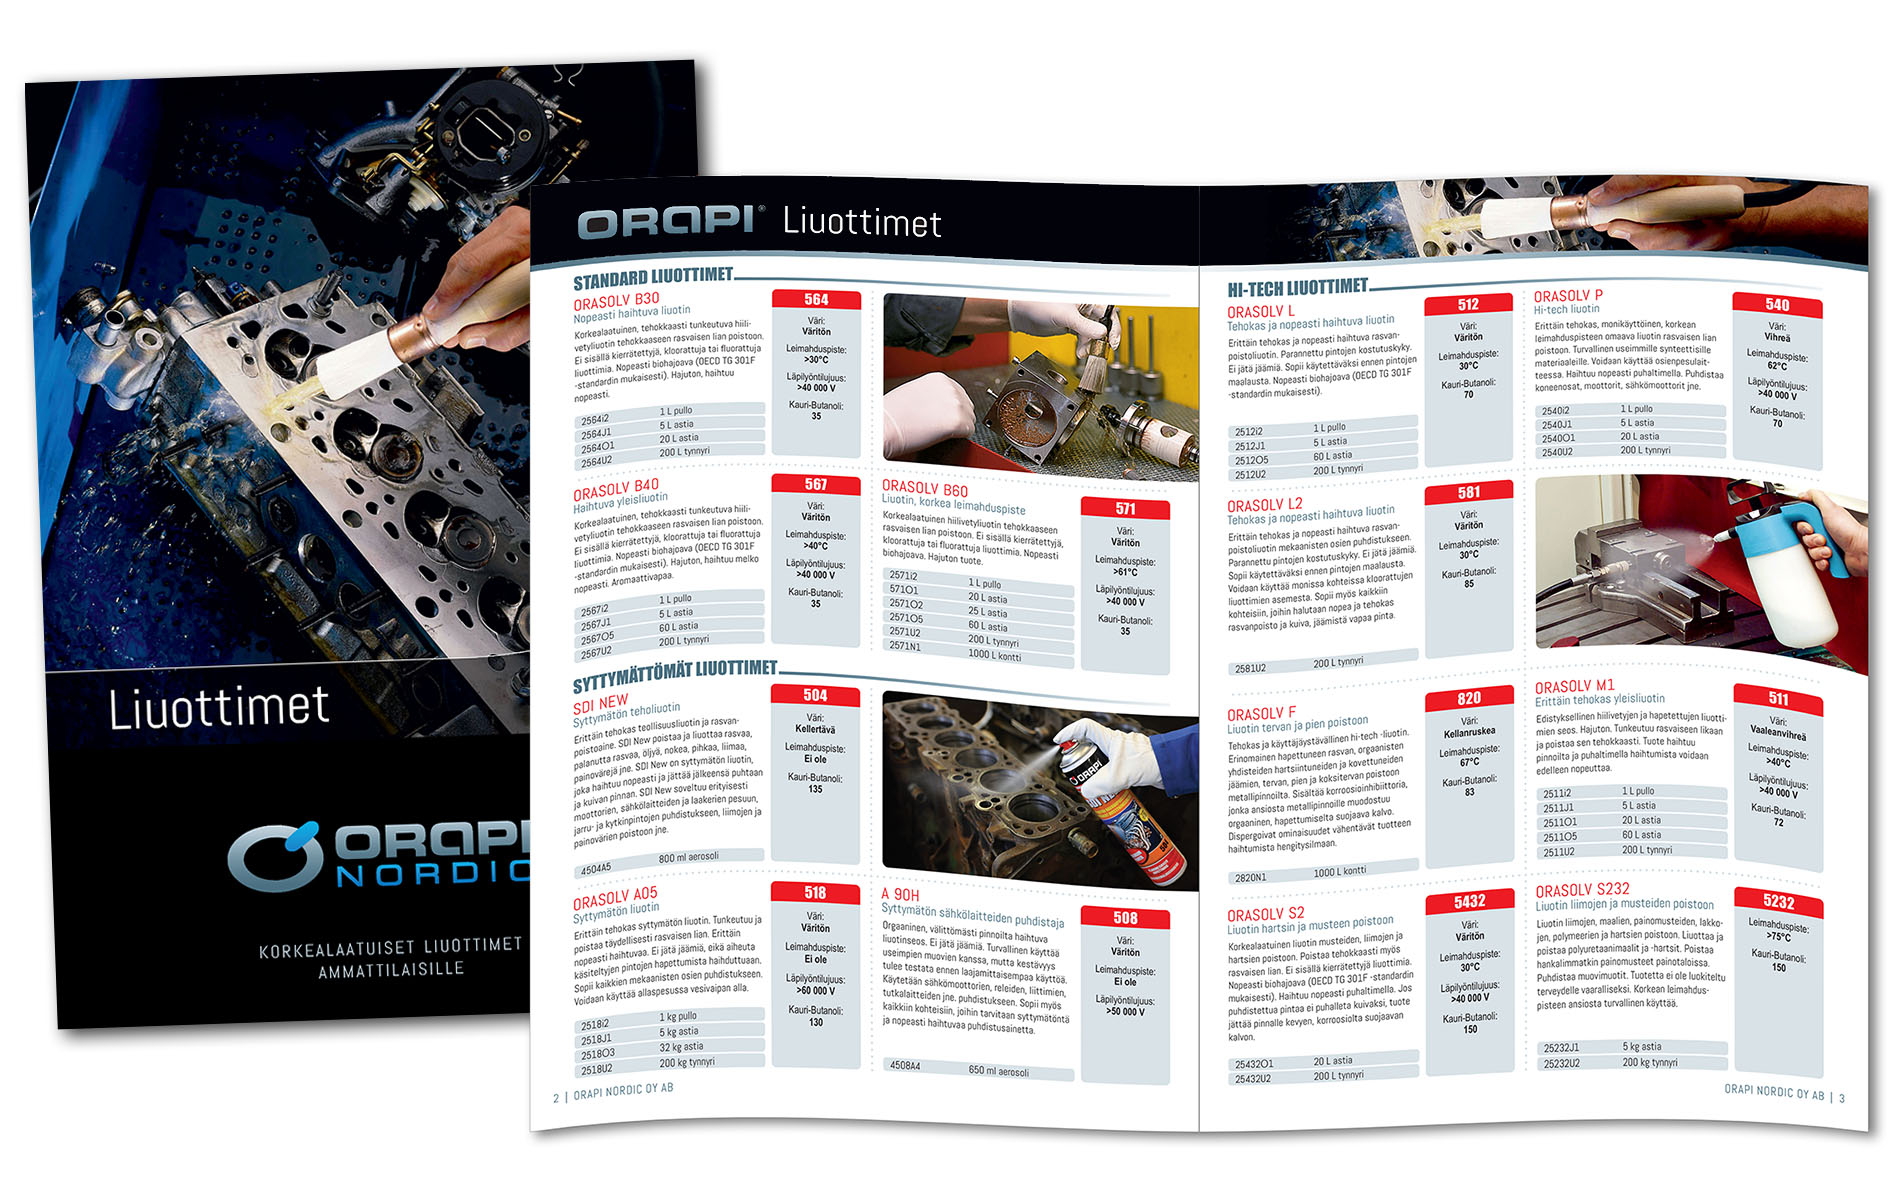 Liuottimet
ORAPI
NORDIC
KORKEALAATUISET LIUOTTIMET
AMMATTILAISILLE
ORAPI® Liuottimet
STANDARD LIUOTTIMET
ORASOLV B30
Nopeasti haihtuva liuotin
Korkealaatuinen, tehokkaasti tunkeutuva hiili-
vetyliuotin tehokkaaseen rasvaisen lian poistoon.
Ei sisällä kierrätettyjä, kloorattuja tai fluorattuja
liuottimia. Nopeasti biohajoava (OECD TG 301F
-standardin mukaisesti). Hajuton, haihtuu
nopeasti.
2564i2 1 L pullo
2564J1 5 L astia
2564O1 20 L astia
2564U2 200 L tynnyri
564
Väri:
Väritön
Leimahduspiste:
>30°C
Läpilyöntilujuus:
>40 000 V
Kauri-Butanoli:
35
ORASOLV B40
Haihtuva yleisliuotin
Korkealaatuinen, tehokkaasti tunkeutuva hiili-
vetyliuotin tehokkaaseen rasvaisen lian poistoon.
Ei sisällä kierrätettyjä, kloorattuja tai fluorattuja
liuottimia. Nopeasti biohajoava (OECD TG 301F
-standardin mukaisesti). Hajuton, haihtuu melko
nopeasti. Aromaattivapaa.
2567i2 1 L pullo
2567J1 5 L astia
2567O5 60 L astia
2567U2 200 L tynnyri
567
Väri:
Väritön
Leimahduspiste:
>40°C
Läpilyöntilujuus:
>40 000 V
Kauri-Butanoli:
35
ORASOLV B60
Liuotin, korkea leimahduspiste
Korkealaatuinen hiilivetyliuotin tehokkaaseen
rasvaisen lian poistoon. Ei sisällä kierrätettyjä,
kloorattuja tai fluorattuja liuottimia. Nopeasti
biohajoava. Hajuton tuote.
2571i2 1 L pullo
571O1 20 L astia
2571O2 25 L astia
2571O5 60 L astia
2571U2 200 L tynnyri
2571N1 1000 L kontti
571
Väri:
Väritön
Leimahduspiste:
>61°C
Läpilyöntilujuus:
>40 000 V
Kauri-Butanoli:
35
SYTTYMÄTTÖMÄT LIUOTTIMET
SDI NEW
Syttymätön teholiuotin
Erittäin tehokas teollisuusliuotin ja rasvan-
poistoaine. SDI New poistaa ja liuottaa rasvaa,
palanutta rasvaa, öljyä, nokea, pihkaa, liimaa,
painovärejä jne. SDI New on syttymätön liuotin,
joka haihtuu nopeasti ja jättää jälkeensä puhtaan
ja kuivan pinnan. SDI New soveltuu erityisesti
moottorien, sähkölaitteiden ja laakerien pesuun,
jarru- ja kytkinpintojen puhdistukseen, liimojen ja
painovärien poistoon jne.
4504A5 800 ml aerosoli
504
Väri:
Kellertävä
Leimahduspiste:
Ei ole
Kauri-Butanoli:
135
ORAPI
ORASOLV A05
Syttymätön liuotin
Erittäin tehokas syttymätön liuotin. Tunkeutuu ja
poistaa täydellisesti rasvaisen lian. Erittäin
nopeasti haihtuva. Ei jätä jäämiä, eikä aiheuta
käsiteltyjen pintojen hapettumista haihduttuaan.
Sopii kaikkien mekaanisten osien puhdistukseen.
Voidaan käyttää allaspesussa vesivaipan alla.
2518i2 1 kg pullo
2518J1 5 kg astia
2518O3 32 kg astia
2518U2 200 kg tynnyri
518
Väri:
Väritön
Leimahduspiste:
Ei ole
Läpilyöntilujuus:
>60 000 V
Kauri-Butanoli:
130
A 90H
Syttymätön sähkölaitteiden puhdistaja
Orgaaninen, välittömästi pinnoilta haihtuva
liuotinseos. Ei jätä jäämiä. Turvallinen käyttää
useimpien muovien kanssa, mutta kestävyys
tulee testata ennen laajamittaisempaa käyttöä.
Käytetään sähkömoottorien, releiden, liittimien,
tutkalaitteiden jne. puhdistukseen. Sopii myös
kaikkiin kohteisiin, joihin tarvitaan syttymätöntä
ja nopeasti haihtuvaa puhdistusainetta.
4508A4 650 ml aerosoli
508
Väri:
Väritön
Leimahduspiste:
Ei ole
Läpilyöntilujuus:
>50 000 V
2 | ORAPI NORDIC OY AB
HI-TECH LIUOTTIMET
ORASOLV L
Tehokas ja nopeasti haihtuva liuotin
Erittäin tehokas ja nopeasti haihtuva rasvan-
poistoliuotin. Parannettu pintojen kostutuskyky.
Ei jätä jäämiä. Sopii käytettäväksi ennen pintojen
maalausta. Nopeasti biohajoava (OECD TG 301F
-standardin mukaisesti).
2512i2 1 L pullo
2512J1 5 L astia
2512O5 60 L astia
2512U2 200 L tynnyri
512
Väri:
Väritön
Leimahduspiste:
30°C
Kauri-Butanoli:
70
ORASOLV P
Hi-tech liuotin
Erittäin tehokas, monikäyttöinen, korkean
leimahduspisteen omaava liuotin rasvaisen lian
poistoon. Turvallinen useimmille synteettisille
materiaaleille. Voidaan käyttää osienpesulait-
teessa. Haihtuu nopeasti puhaltimella. Puhdistaa
koneenosat, moottorit, sähkömoottorit jne.
2540i2 1 L pullo
2540J1 5 L astia
2540O1 20 L astia
2540U2 200 L tynnyri
540
Väri:
Vihreä
Leimahduspiste:
62°C
Läpilyöntilujuus:
>40 000 V
Kauri-Butanoli:
70
ORASOLV L2
Tehokas ja nopeasti haihtuva liuotin
Erittäin tehokas ja nopeasti haihtuva rasvan-
poistoliuotin mekaanisten osien puhdistukseen.
Parannettu pintojen kostutuskyky. Ei jätä jäämiä.
Sopii käytettäväksi ennen pintojen maalausta.
Voidaan käyttää monissa kohteissa kloorattujen
liuottimien asemesta. Sopii myös kaikkiin
kohteisiin, joihin halutaan nopea ja tehokas
rasvanpoisto ja kuiva, jäämistä vapaa pinta.
2581U2 200 L tynnyri
581
Väri:
Väritön
Leimahduspiste:
30°C
Kauri-Butanoli:
85
ORASOLV F
Liuotin tervan ja pien poistoon
Tehokas ja käyttäjäystävällinen hi-tech -liuotin.
Erinomainen hapettuneen rasvan, orgaanisten
yhdisteiden hartsiintuneiden ja kovettuneiden
jäämien, tervan, pien ja koksitervan poistoon
metallipinnoilta. Sisältää korroosioinhibiittoria,
jonka ansiosta metallipinnoille muodostuu
orgaaninen, hapettumiselta suojaava kalvo.
Dispergoivat ominaisuudet vähentävät tuotteen
haihtumista hengitysilmaan.
2820N1 1000 L kontti
820
Väri:
Kellanruskea
Leimahduspiste:
67°C
Kauri-Butanoli:
83
ORASOLV M1
Erittäin tehokas yleisliuotin
Edistyksellinen hiilivetyjen ja hapetettujen liuotti-
mien seos. Hajuton. Tunkeutuu rasvaiseen likaan
ja poistaa sen tehokkaasti. Tuote haihtuu
pinnoilta ja puhaltimella haihtumista voidaan
edelleen nopeuttaa.
2511i2 1 L pullo
2511J1 5 L astia
2511O1 20 L astia
2511O5 60 L astia
2511U2 200 L tynnyri
511
Väri:
Vaaleanvihreä
Leimahduspiste:
>40°C
Läpilyöntilujuus:
>40 000 V
Kauri-Butanoli:
72
ORASOLV S2
Liuotin hartsin ja musteen poistoon
Korkealaatuinen liuotin musteiden, liimojen ja
hartsien poistoon. Poistaa tehokkaasti myös
rasvaisen lian. Ei sisällä kierrätettyjä liuottimia.
Nopeasti biohajoava (OECD TG 301F -standardin
mukaisesti). Haihtuu nopeasti puhaltimella. Jos
puhdistettua pintaa ei puhalleta kuivaksi, tuote
jättää pinnalle kevyen, korroosiolta suojaavan
kalvon.
25432O1 20 L astia
25432U2 200 L tynnyri
5432
Väri:
Väritön
Leimahduspiste:
30°C
Läpilyöntilujuus:
>40 000 V
Kauri-Butanoli:
150
ORASOLV S232
Liuotin liimojen ja musteiden poistoon
Liuotin liimojen, maalien, painomusteiden, lakko-
jen, polymeerien ja hartsien poistoon. Liuottaa ja
poistaa polyuretaanimaalit ja -hartsit. Poistaa
hankalimmatkin painomusteet painotaloissa.
Puhdistaa muovimuotit. Tuotetta ei ole luokiteltu
terveydelle vaaralliseksi. Korkean leimahdus-
pisteen ansiosta turvallinen käyttää.
25232J1 5 kg astia
25232U2 200 kg tynnyri
5232
Leimahduspiste:
>75°C
Kauri-Butanoli:
150
ORAPI NORDIC OY AB | 3